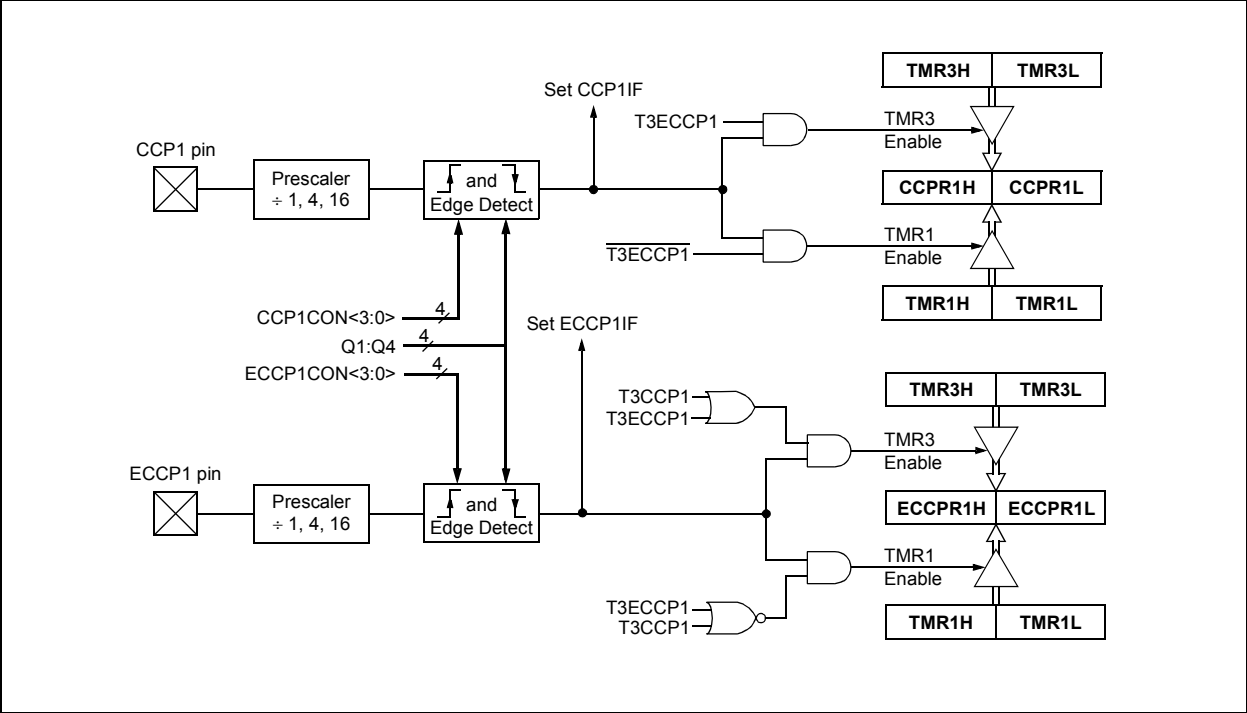 TMR3H TMR3L
Set CCP1IF
T3ECCP1
TMR3
Enable
CCP1 pin
Prescaler
÷ 1, 4, 16
and
Edge Detect
CCPR1H CCPR1L
T3ECCP1
TMR1
Enable
TMR1H TMR1L
CCP1CON<3:0> 4
Q1:Q4 4
ECCP1CON<3:0> 4
Set ECCP1IF
TMR3H TMR3L
T3CCP1
T3ECCP1
TMR3
Enable
ECCP1 pin
Prescaler
÷ 1, 4, 16
and
Edge Detect
ECCPR1H ECCPR1L
TMR1
Enable
T3ECCP1
T3CCP1
TMR1H TMR1L